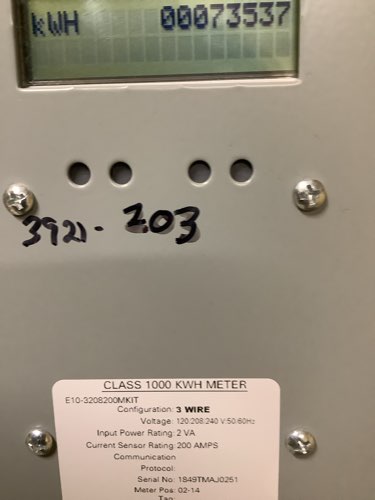 kWH 00073537
3921- 203
CLASS 1000 KWH METER
E10-3208200MKIT
Configuration: 3 WIRE
Voltage: 120:208:240 V:50:60Hz
Input Power Rating: 2 VA
Current Sensor Rating: 200 AMPS
Communication
Protocol:
Serial No: 1849TMAJ0251
Meter Pos: 02-14
Tag: